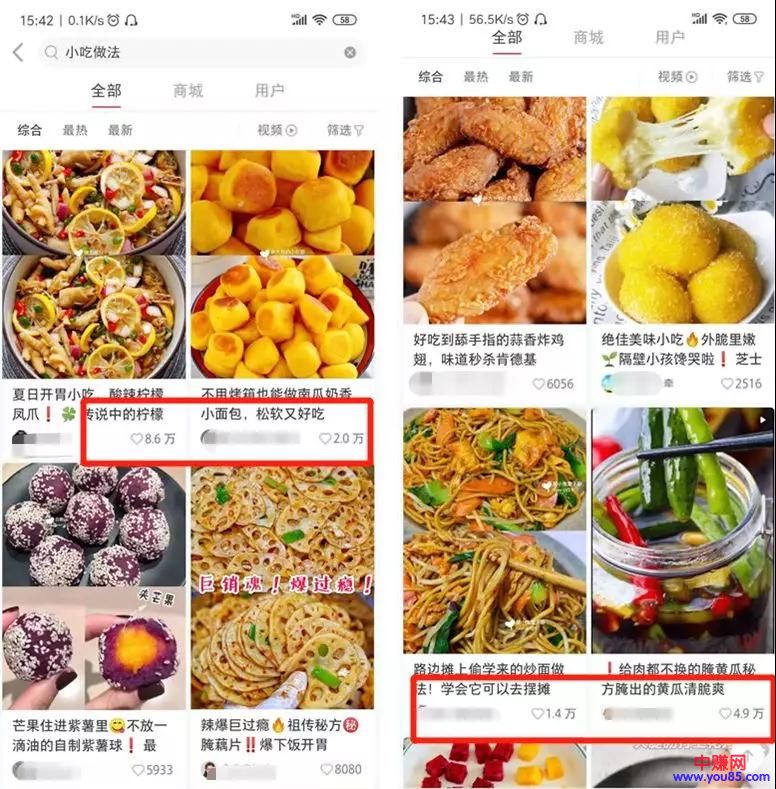 15:42
0.1K/s
58
小吃做法
全部
商城
用户
综合
最热
最新
视频
筛选
夏日开胃小吃，酸辣柠檬
凤爪❗🍀传说中的柠檬
8.6 万
不用烤箱也能做南瓜奶香
小面包，松软又好吃
2.0 万
夹芒果
巨销魂！爆过瘾！
芒果住进紫薯里😋不放一
滴油的自制紫薯球❗ 最
5933
辣爆巨过瘾🔥祖传秘方㊙
腌藕片‼️爆下饭开胃
8080
15:43
56.5K/s
58
全部
商城
用户
综合
最热
最新
视频
筛选
好吃到舔手指的蒜香炸鸡
翅，味道秒杀肯德基
6056
绝佳美味小吃🔥外脆里嫩
🌱隔壁小孩馋哭啦❗ 芝士
牵
2516
路边摊上偷学来的炒面做
法！学会它可以去摆摊
1.4 万
❗给肉都不换的腌黄瓜秘
方腌出的黄瓜清脆爽
4.9 万
中赚网
www.you85.com